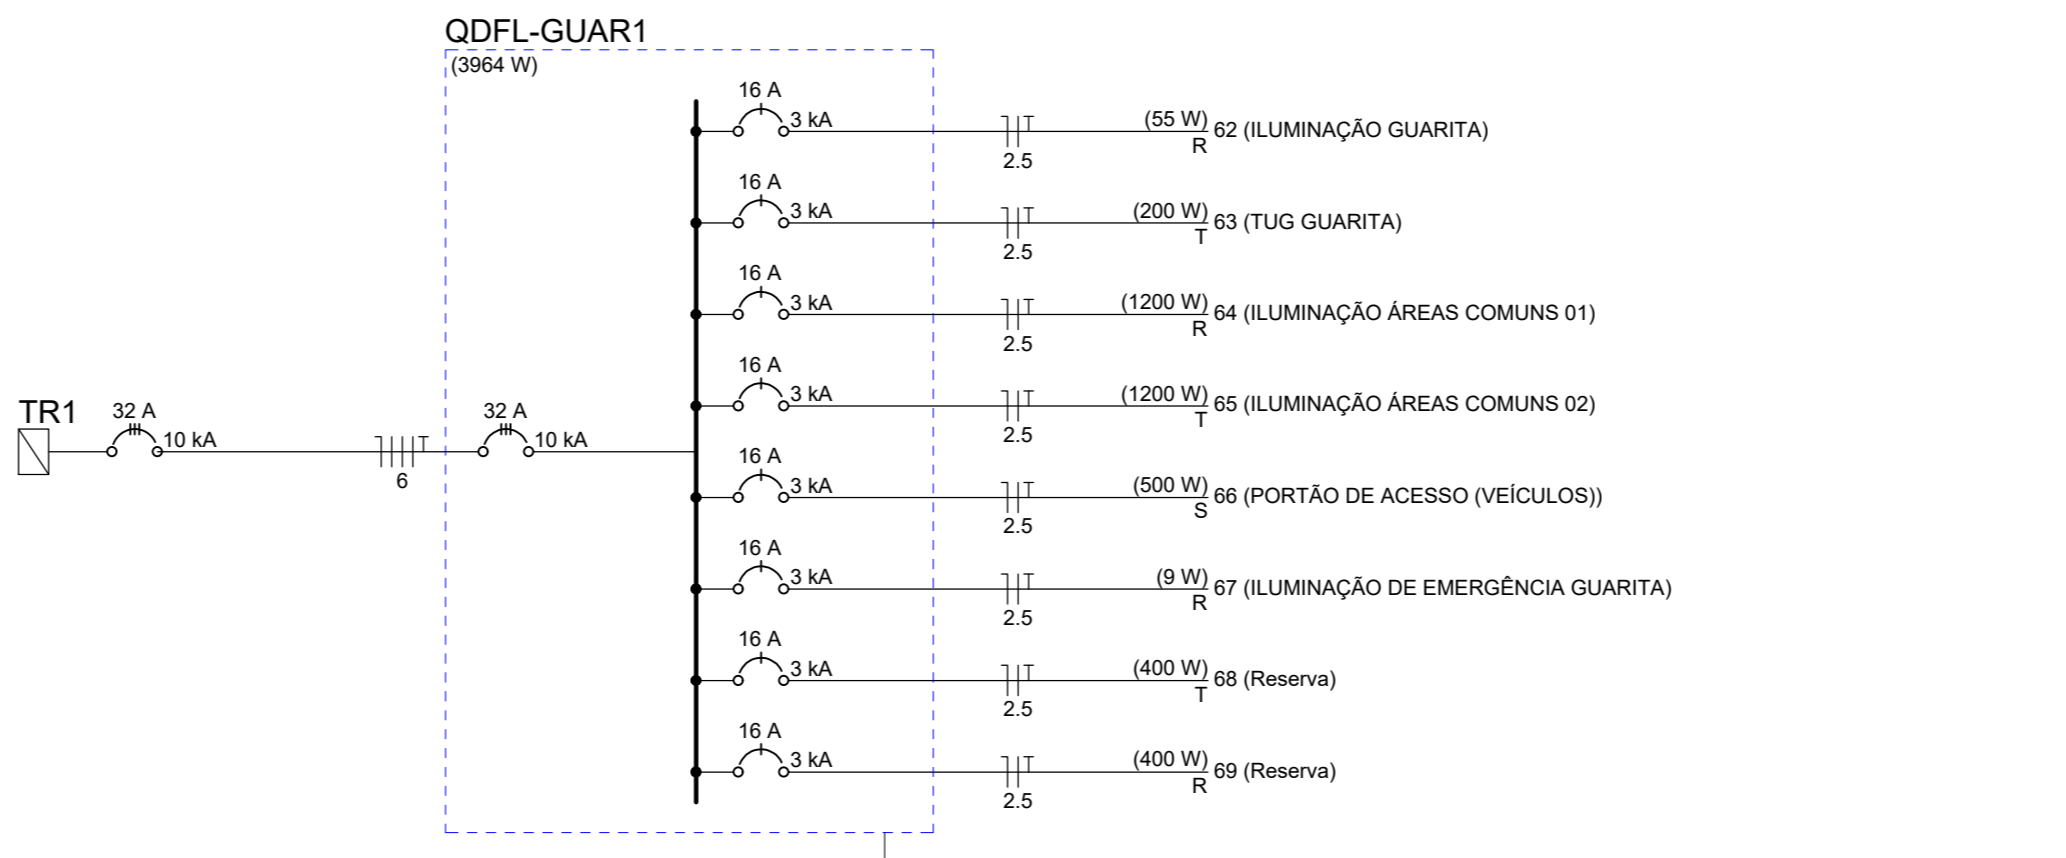 QDFL-GUAR1
(3964 W)
16 A
3 kA
2.5
(55 W)
R
62 (ILUMINAÇÃO GUARITA)
16 A
3 kA
2.5
(200 W)
T
63 (TUG GUARITA)
16 A
3 kA
2.5
(1200 W)
R
64 (ILUMINAÇÃO ÁREAS COMUNS 01)
16 A
3 kA
2.5
(1200 W)
T
65 (ILUMINAÇÃO ÁREAS COMUNS 02)
TR1
32 A
10 kA
6
32 A
10 kA
16 A
3 kA
2.5
(500 W)
S
66 (PORTÃO DE ACESSO (VEÍCULOS))
16 A
3 kA
2.5
(9 W)
R
67 (ILUMINAÇÃO DE EMERGÊNCIA GUARITA)
16 A
3 kA
2.5
(400 W)
T
68 (Reserva)
16 A
3 kA
2.5
(400 W)
R
69 (Reserva)